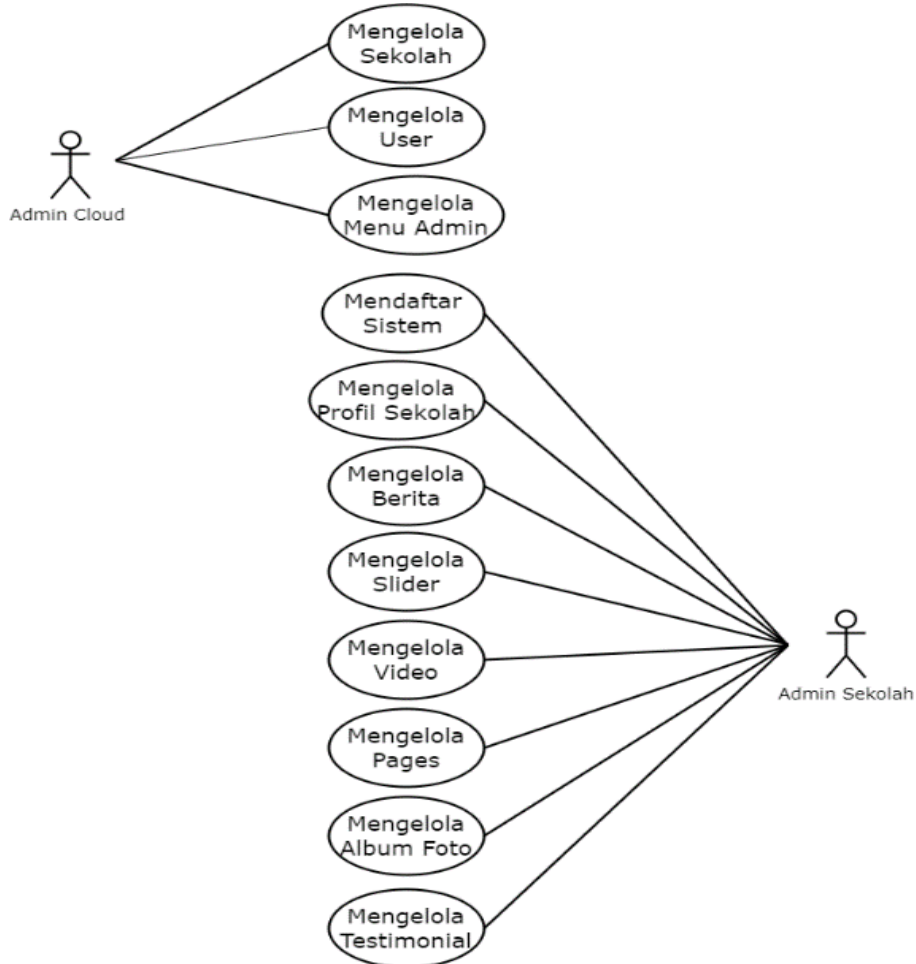 Mengelola
Sekolah
Mengelola
User
Admin Cloud
Mengelola
Menu Admin
Mendaftar
Sistem
Mengelola
Profil Sekolah
Mengelola
Berita
Mengelola
Slider
Mengelola
Video
Admin Sekolah
Mengelola
Pages
Mengelola
Album Foto
Mengelola
Testimonial